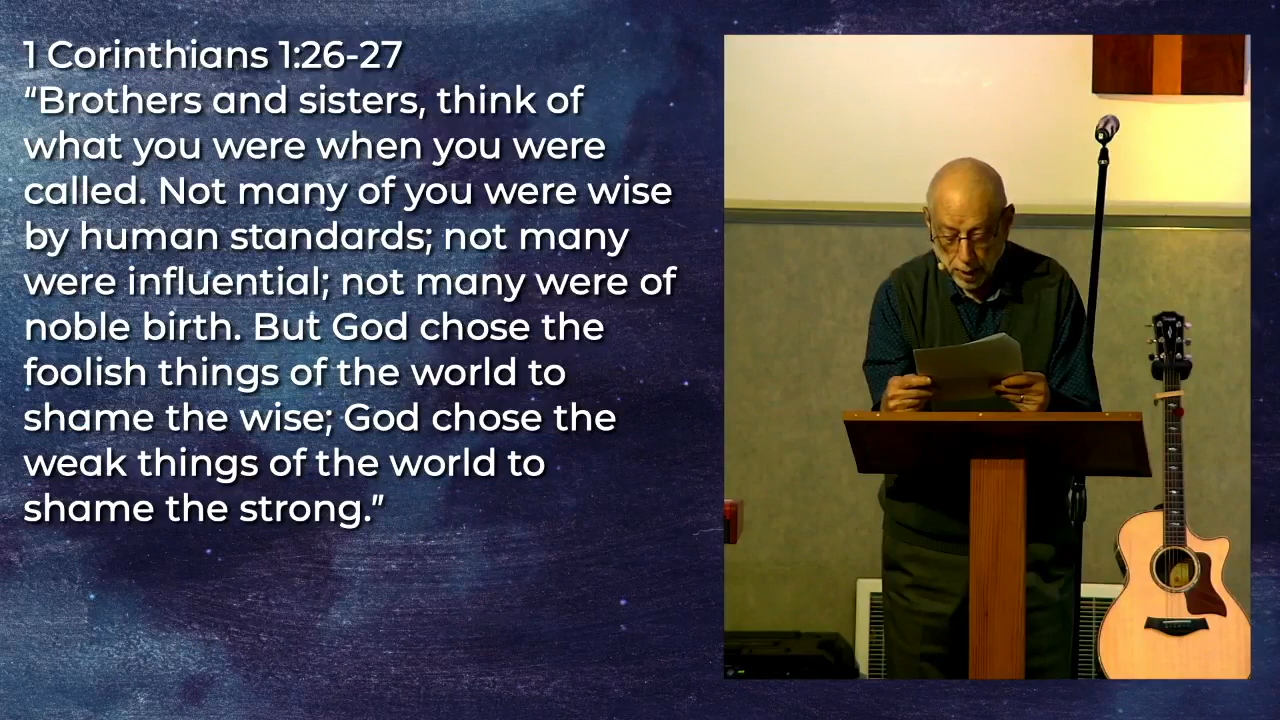 1 Corinthians 1:26-27
“Brothers and sisters, think of
what you were when you were
called. Not many of you were wise
by human standards; not many
were influential; not many were of
noble birth. But God chose the
foolish things of the world to
shame the wise; God chose the
weak things of the world to
shame the strong.”